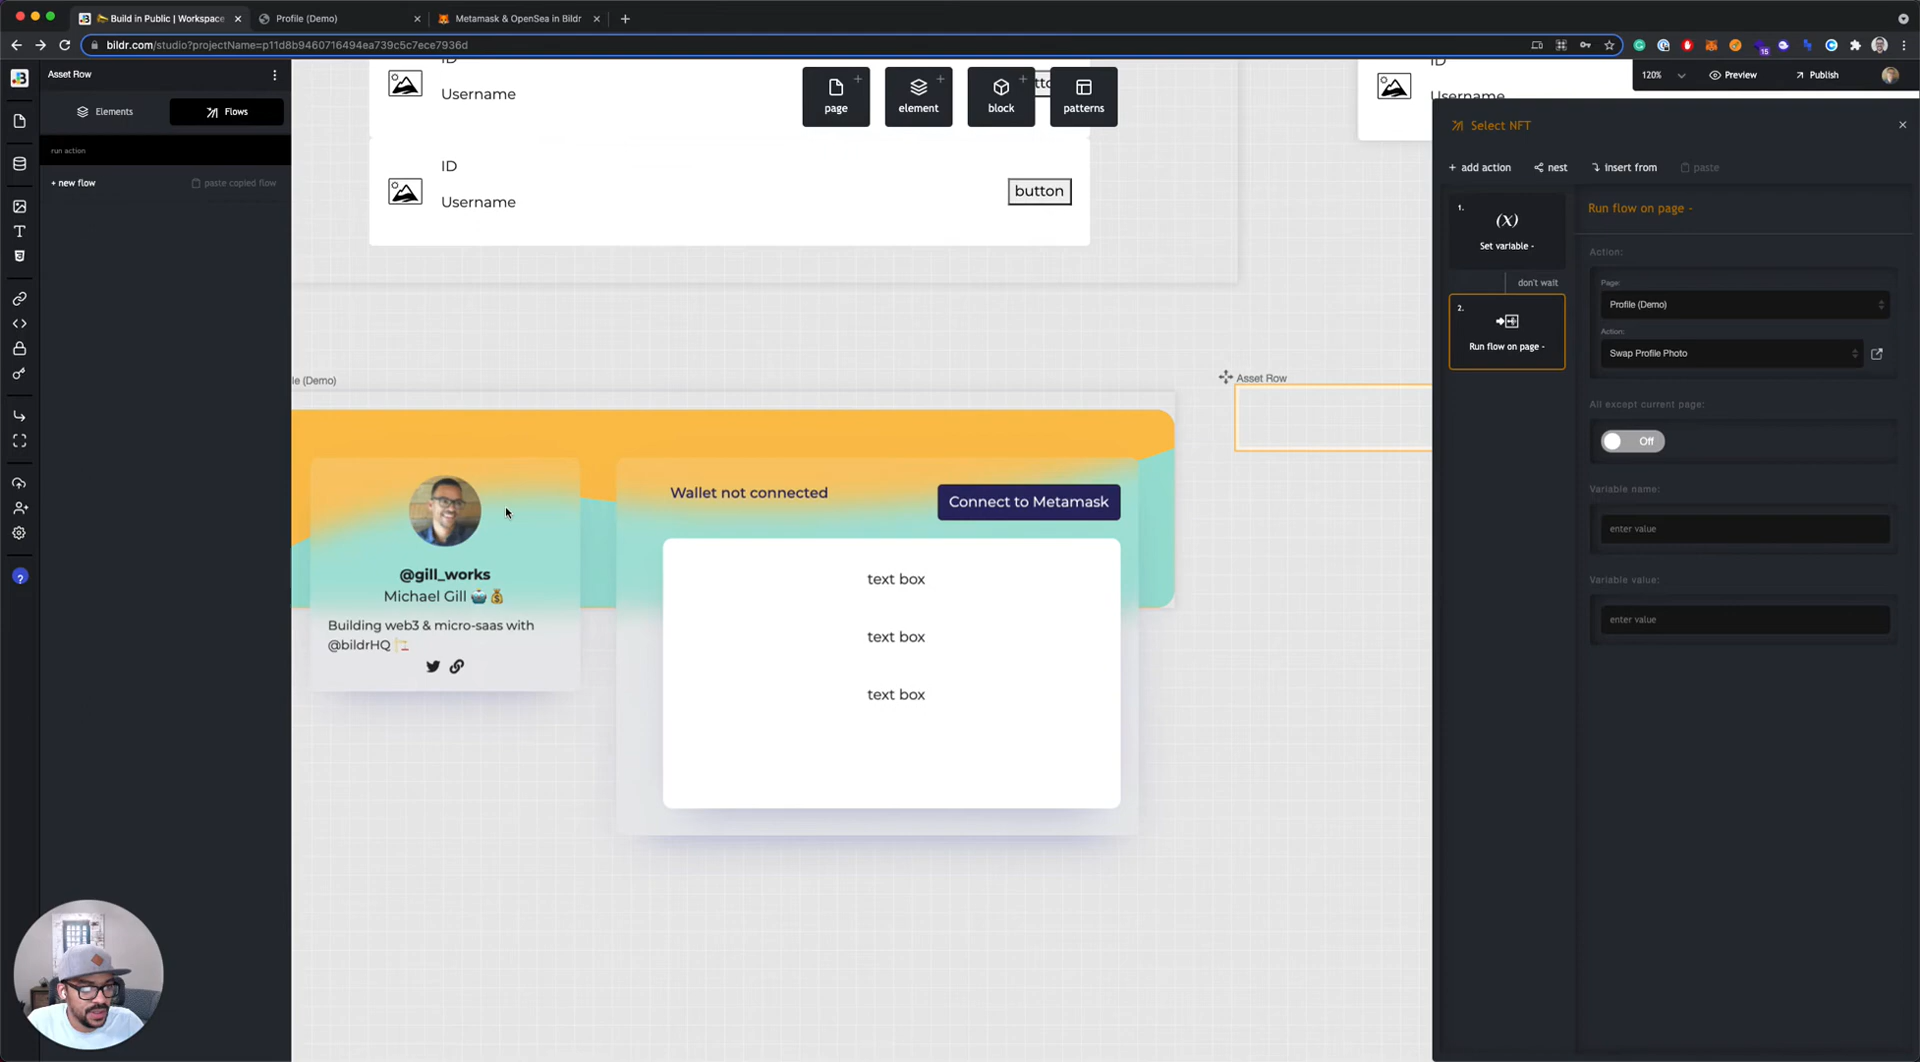 Build in Public | Workspace
Profile (Demo)
Metamask & OpenSea in Bildr
bildr.com/studio?projectName=p11d8b9460716494ea739c5c7ece7936d
15
Asset Row
Elements
Flows
run action
+ new flow
paste copied flow
ID
Username
page
element
block
patterns
ID
Username
button
ID
Username
120%
Preview
Publish
le (Demo)
Asset Row
@gill_works
Michael Gill
Building web3 & micro-saas with
@bildrHQ
Wallet not connected
Connect to Metamask
text box
text box
text box
Select NFT
+ add action
nest
insert from
paste
1.
(x)
Set variable -
don't wait
2.
Run flow on page -
Run flow on page -
Action:
Page:
Profile (Demo)
Action:
Swap Profile Photo
All except current page:
Off
Variable name:
enter value
Variable value:
enter value